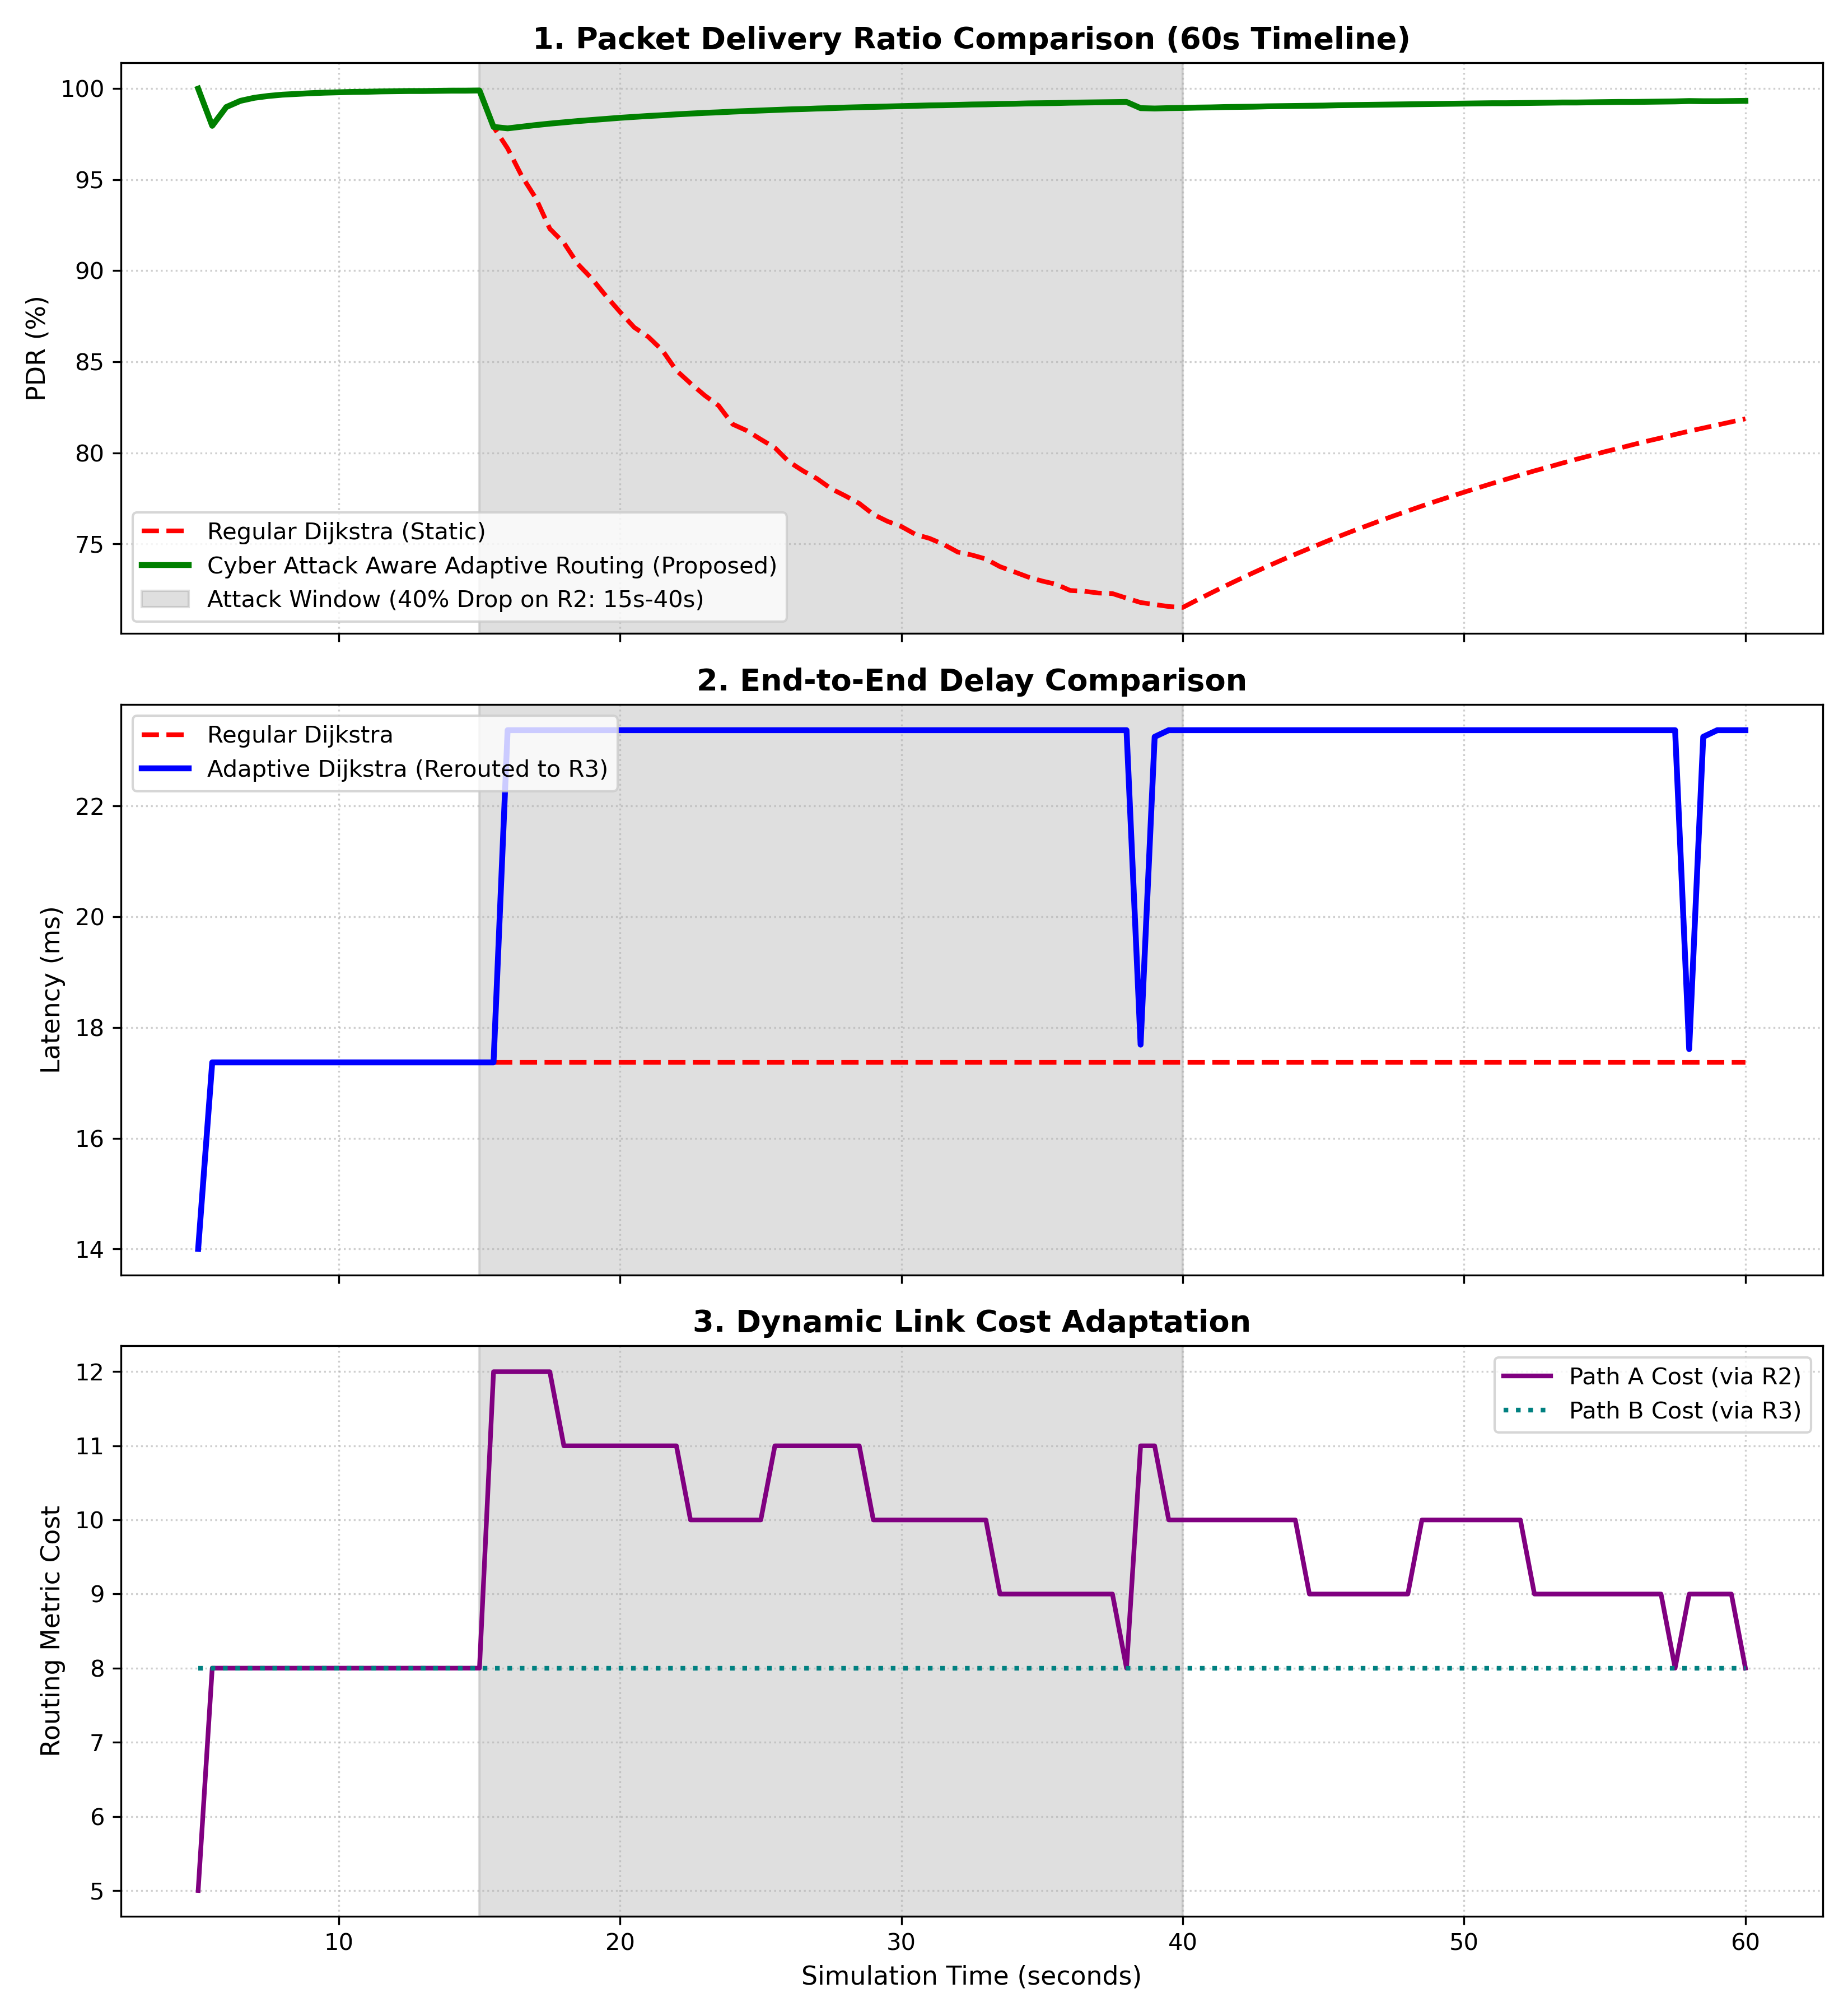 1. Packet Delivery Ratio Comparison (60s Timeline)
100
95
90
85
80
75
PDR (%)
Regular Dijkstra (Static)
Cyber Attack Aware Adaptive Routing (Proposed)
Attack Window (40% Drop on R2: 15s-40s)
2. End-to-End Delay Comparison
Regular Dijkstra
Adaptive Dijkstra (Rerouted to R3)
22
20
18
16
14
Latency (ms)
3. Dynamic Link Cost Adaptation
12
11
10
9
8
7
6
5
Routing Metric Cost
Path A Cost (via R2)
Path B Cost (via R3)
10 20 30 40 50 60
Simulation Time (seconds)